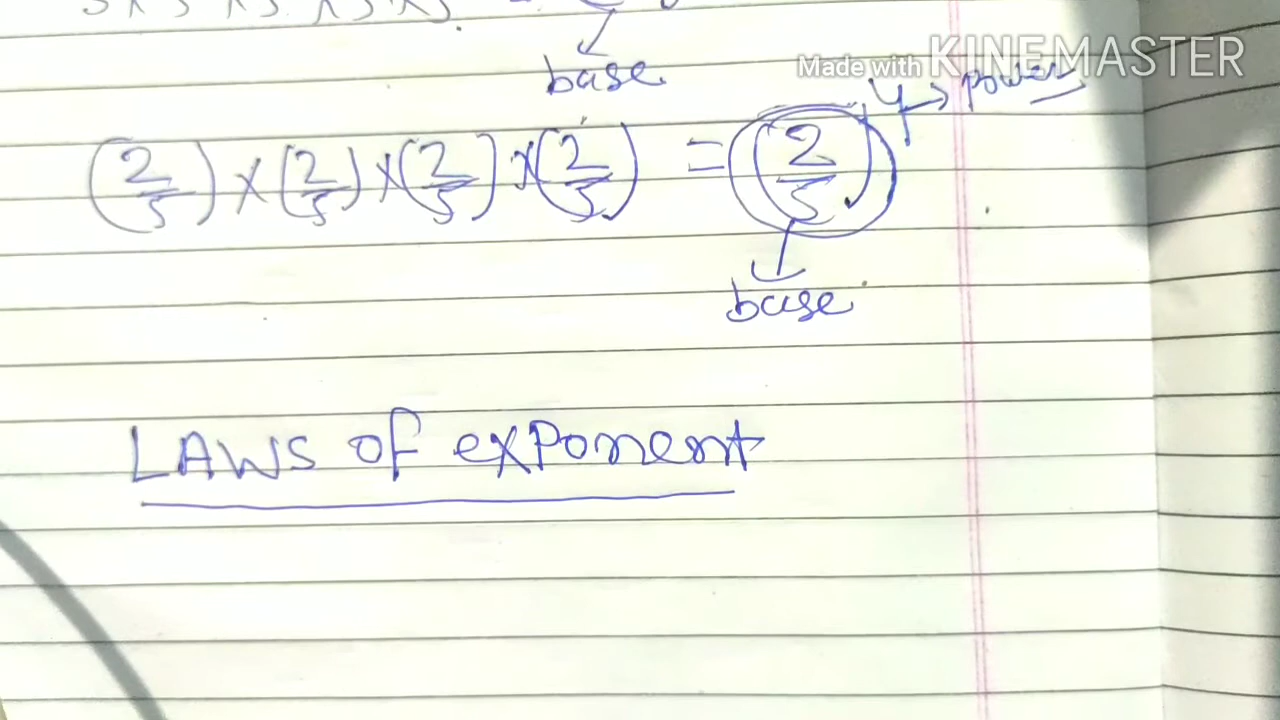 base
Made with KINEMASTER
(2/5) × (2/5) × (2/5) × (2/5) = (2/5)^4 → power
base
LAWS of exponent